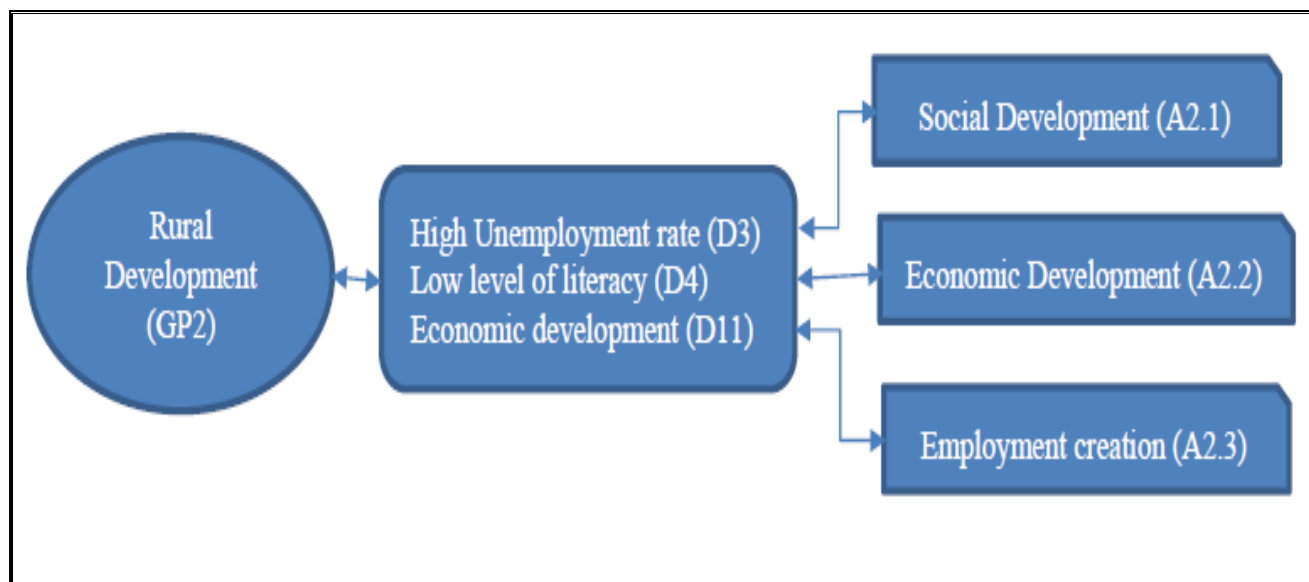 Rural
Development
(GP2)
High Unemployment rate (D3)
Low level of literacy (D4)
Economic development (D11)
Social Development (A2.1)
Economic Development (A2.2)
Employment creation (A2.3)